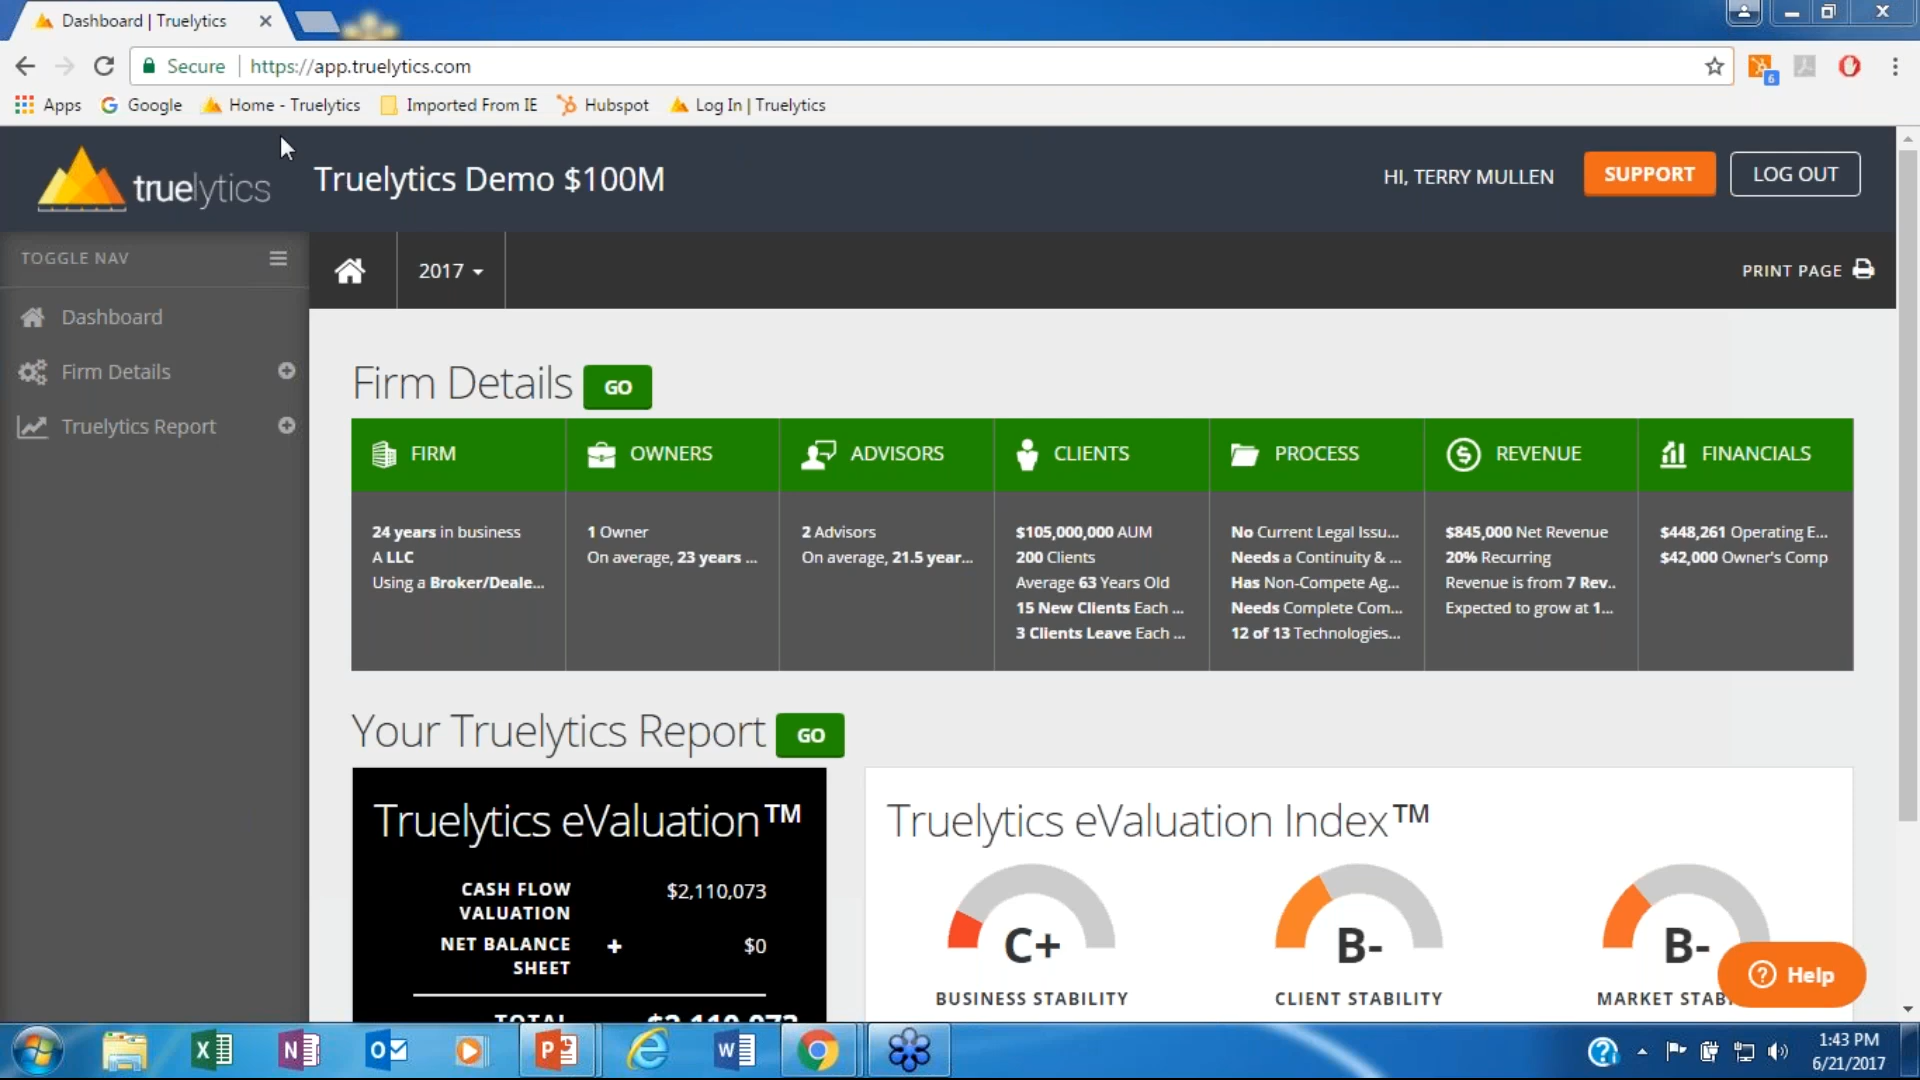 Dashboard | Truelytics
Secure | https://app.truelytics.com
Apps Google Home - Truelytics Imported From IE Hubspot Log In | Truelytics
6
truelytics
Truelytics Demo $100M
HI, TERRY MULLEN
SUPPORT
LOG OUT
TOGGLE NAV
2017
PRINT PAGE
Dashboard
Firm Details
Truelytics Report
Firm Details GO
FIRM
24 years in business
A LLC
Using a Broker/Deale...
OWNERS
1 Owner
On average, 23 years ...
ADVISORS
2 Advisors
On average, 21.5 year...
CLIENTS
$105,000,000 AUM
200 Clients
Average 63 Years Old
15 New Clients Each ...
3 Clients Leave Each ...
PROCESS
No Current Legal Issu...
Needs a Continuity & ...
Has Non-Compete Ag...
Needs Complete Com...
12 of 13 Technologies...
REVENUE
$845,000 Net Revenue
20% Recurring
Revenue is from 7 Rev..
Expected to grow at 1...
FINANCIALS
$448,261 Operating E...
$42,000 Owner's Comp
Your Truelytics Report GO
Truelytics eValuation™
CASH FLOW
VALUATION
$2,110,073
NET BALANCE
SHEET
+
$0
TOTAL
$2,110,073
Truelytics eValuation Index™
C+
BUSINESS STABILITY
B-
CLIENT STABILITY
B-
MARKET STAB
Help
1:43 PM
6/21/2017